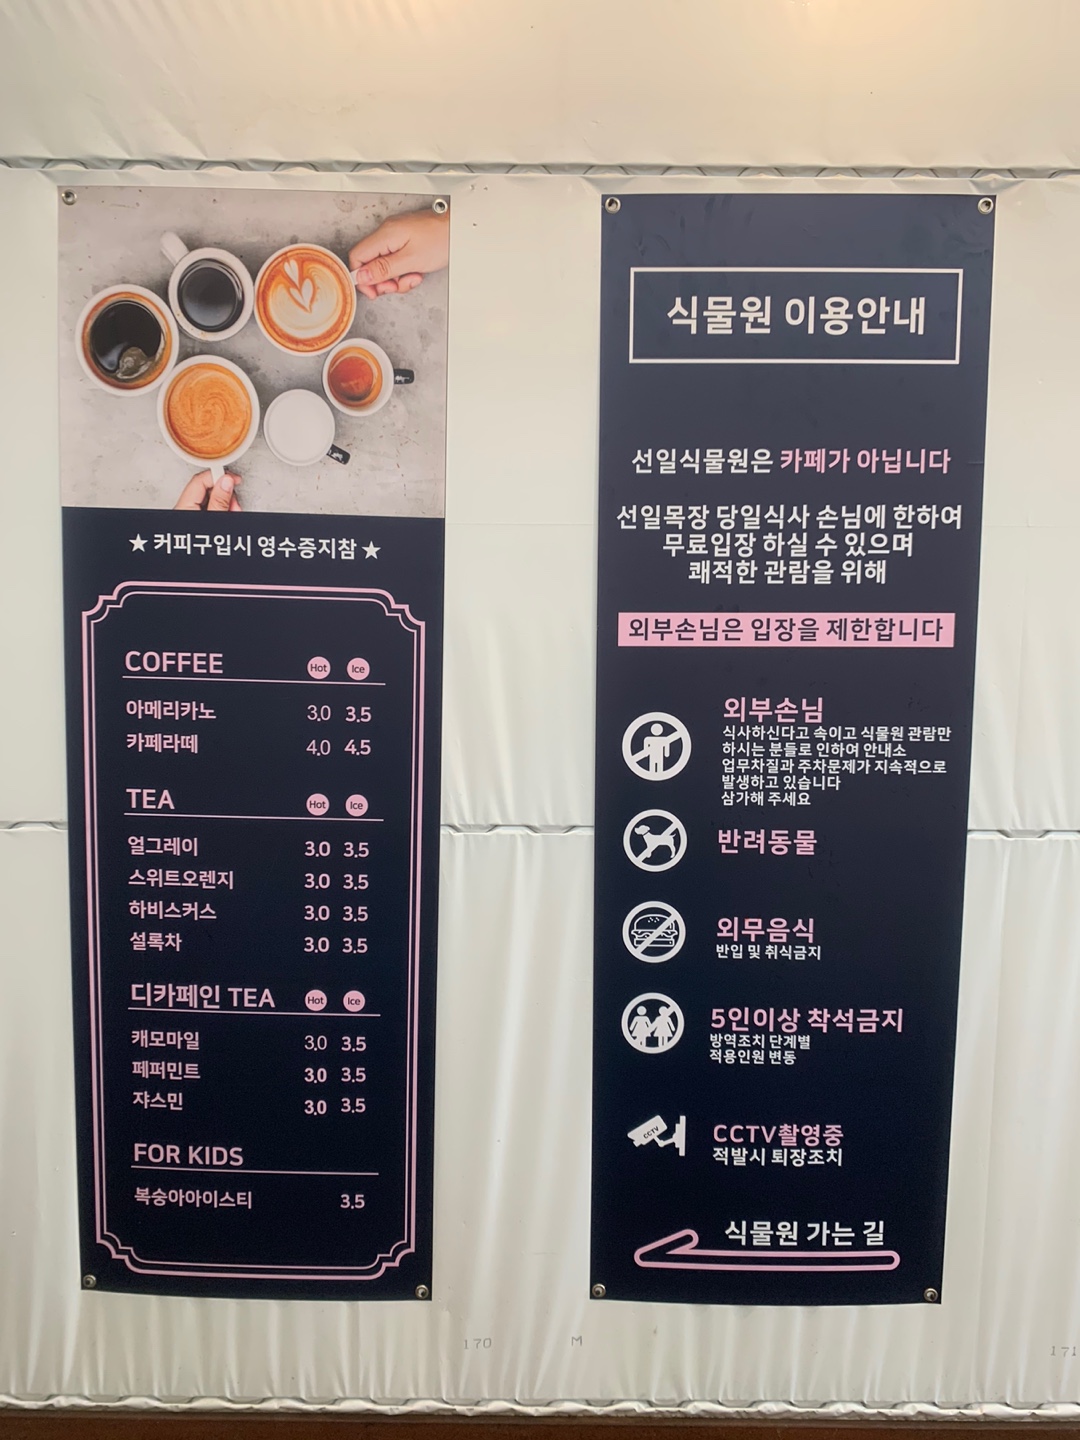 ★ 커피구입시 영수증지참 ★
COFFEE Hot Ice
아메리카노 3.0 3.5
카페라떼 4.0 4.5
TEA Hot Ice
얼그레이 3.0 3.5
스위트오렌지 3.0 3.5
하비스커스 3.0 3.5
설록차 3.0 3.5
디카페인 TEA Hot Ice
캐모마일 3.0 3.5
페퍼민트 3.0 3.5
쟈스민 3.0 3.5
FOR KIDS
복숭아아이스티 3.5
식물원 이용안내
선일식물원은 카페가 아닙니다
선일목장 당일식사 손님에 한하여
무료입장 하실 수 있으며
쾌적한 관람을 위해
외부손님은 입장을 제한합니다
외부손님
식사하신다고 속이고 식물원 관람만
하시는 분들로 인하여 안내소
업무차질과 주차문제가 지속적으로
발생하고 있습니다
삼가해 주세요
반려동물
외무음식
반입 및 취식금지
5인이상 착석금지
방역조치 단계별
적용인원 변동
CCTV
CCTV촬영중
적발시 퇴장조치
식물원 가는 길
170 M 171